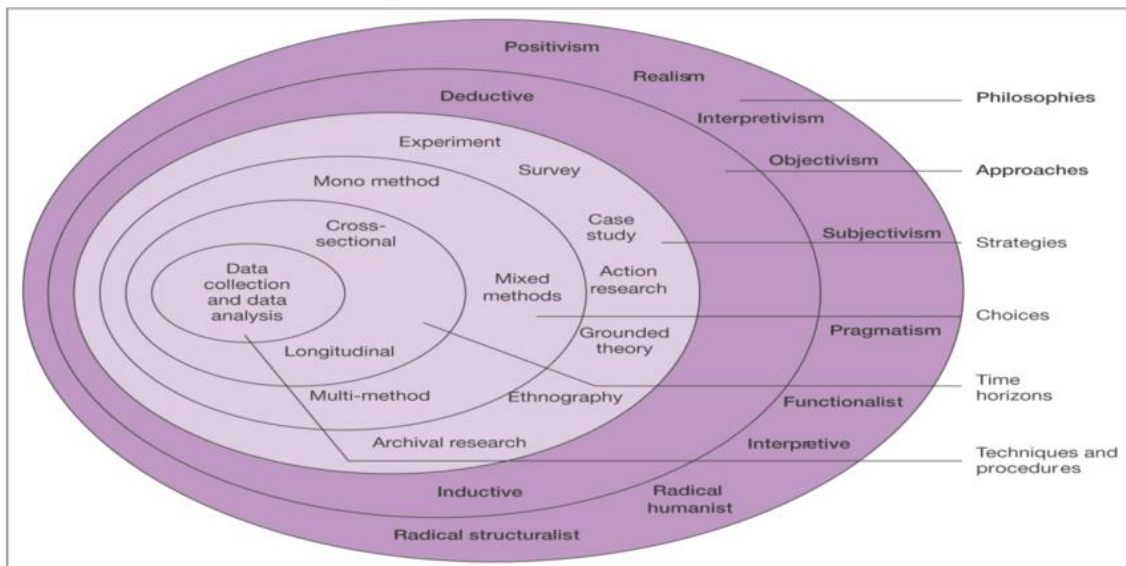 Positivism
Realism
Philosophies
Deductive
Interpretivism
Experiment
Objectivism
Survey
Approaches
Mono method
Case
study
Cross-
sectional
Subjectivism
Strategies
Data
collection
and data
analysis
Mixed
methods
Action
research
Choices
Grounded
theory
Pragmatism
Longitudinal
Time
horizons
Multi-method
Ethnography
Functionalist
Archival research
Interpretive
Techniques and
procedures
Inductive
Radical
humanist
Radical structuralist